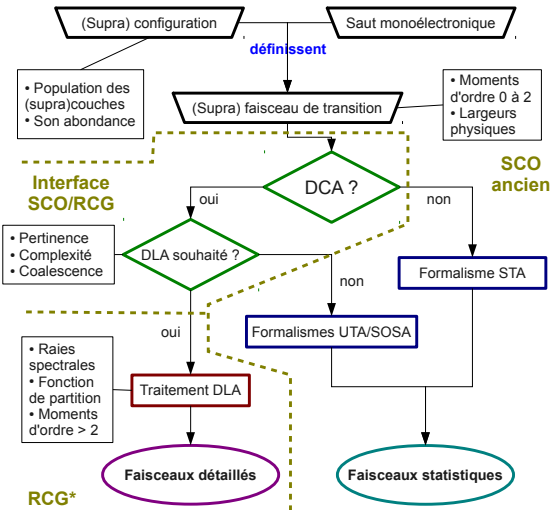 (Supra) configuration
Saut monoélectronique
définissent
• Population des
(supra)couches
• Son abondance
(Supra) faisceau de transition
• Moments
d'ordre 0 à 2
• Largeurs
physiques
Interface
SCO/RCG
SCO
ancien
DCA ?
oui
non
• Pertinence
• Complexité
• Coalescence
DLA souhaité ?
Formalisme STA
non
oui
Formalismes UTA/SOSA
• Raies
spectrales
• Fonction
de partition
• Moments
d'ordre > 2
Traitement DLA
Faisceaux détaillés
Faisceaux statistiques
RCG*